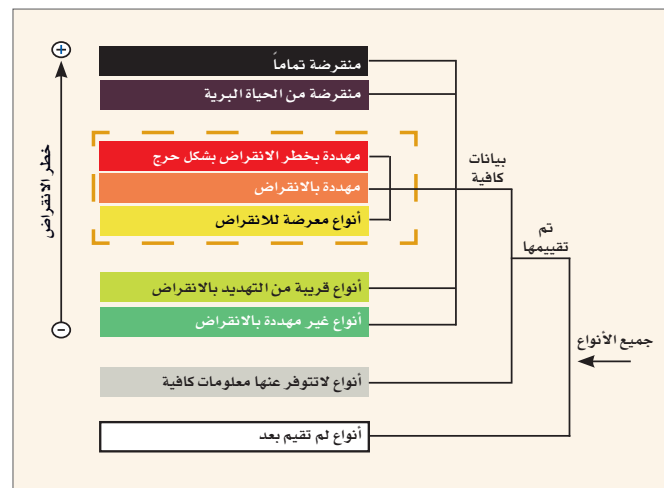 منقرضة تماماً
منقرضة من الحياة البرية
مهددة بخطر الانقراض بشكل حرج
مهددة بالانقراض
أنواع معرضة للانقراض
أنواع قريبة من التهديد بالانقراض
أنواع غير مهددة بالانقراض
أنواع لاتتوفر عنها معلومات كافية
أنواع لم تقيم بعد
بيانات
كافية
تم
تقييمها
جميع الأنواع
خطر الانقراض
+
−